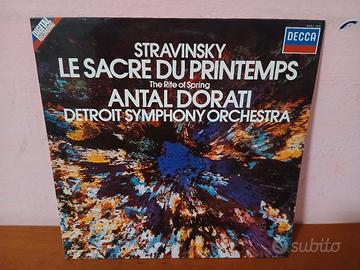 DIGITAL
DECCA
STRAVINSKY
LE SACRE DU PRINTEMPS
The Rite of Spring
ANTAL DORATI
DETROIT SYMPHONY ORCHESTRA
subito